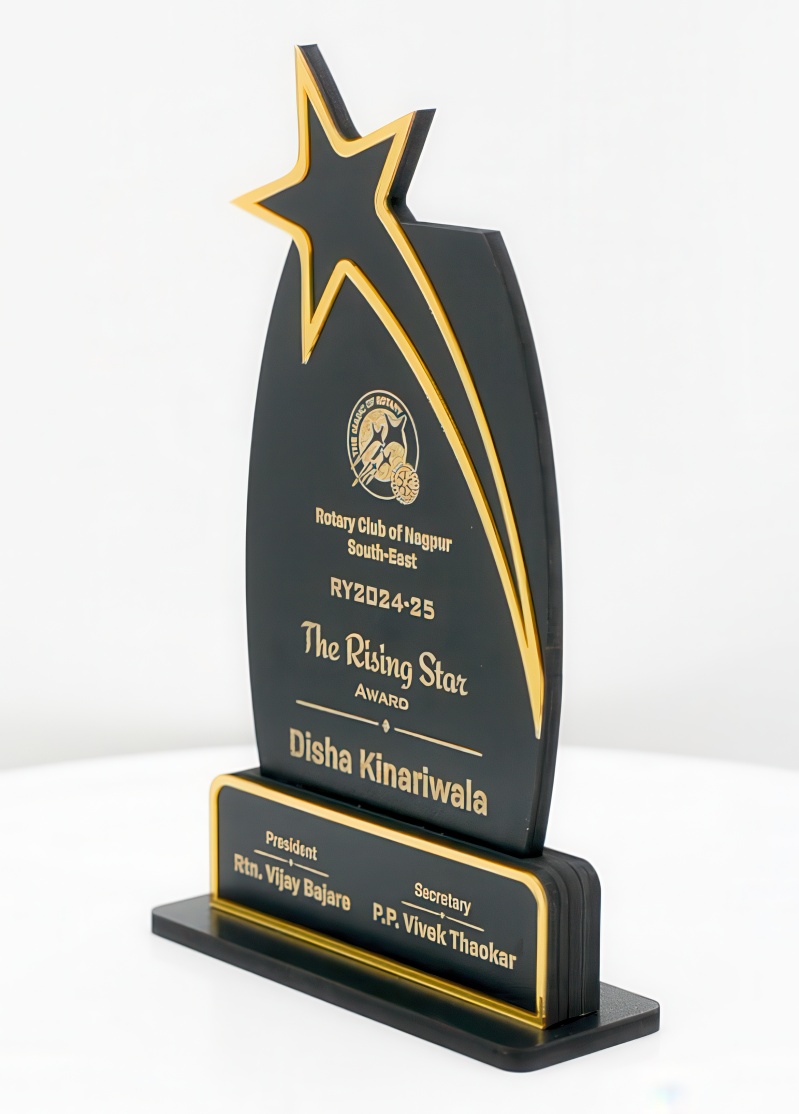 THE MAGIC OF ROTARY
Rotary Club of Nagpur
South-East
RY2024-25
The Rising Star
AWARD
Disha Kinariwala
President
Rtn. Vijay Bajare
Secretary
P.P. Vivek Thaokar